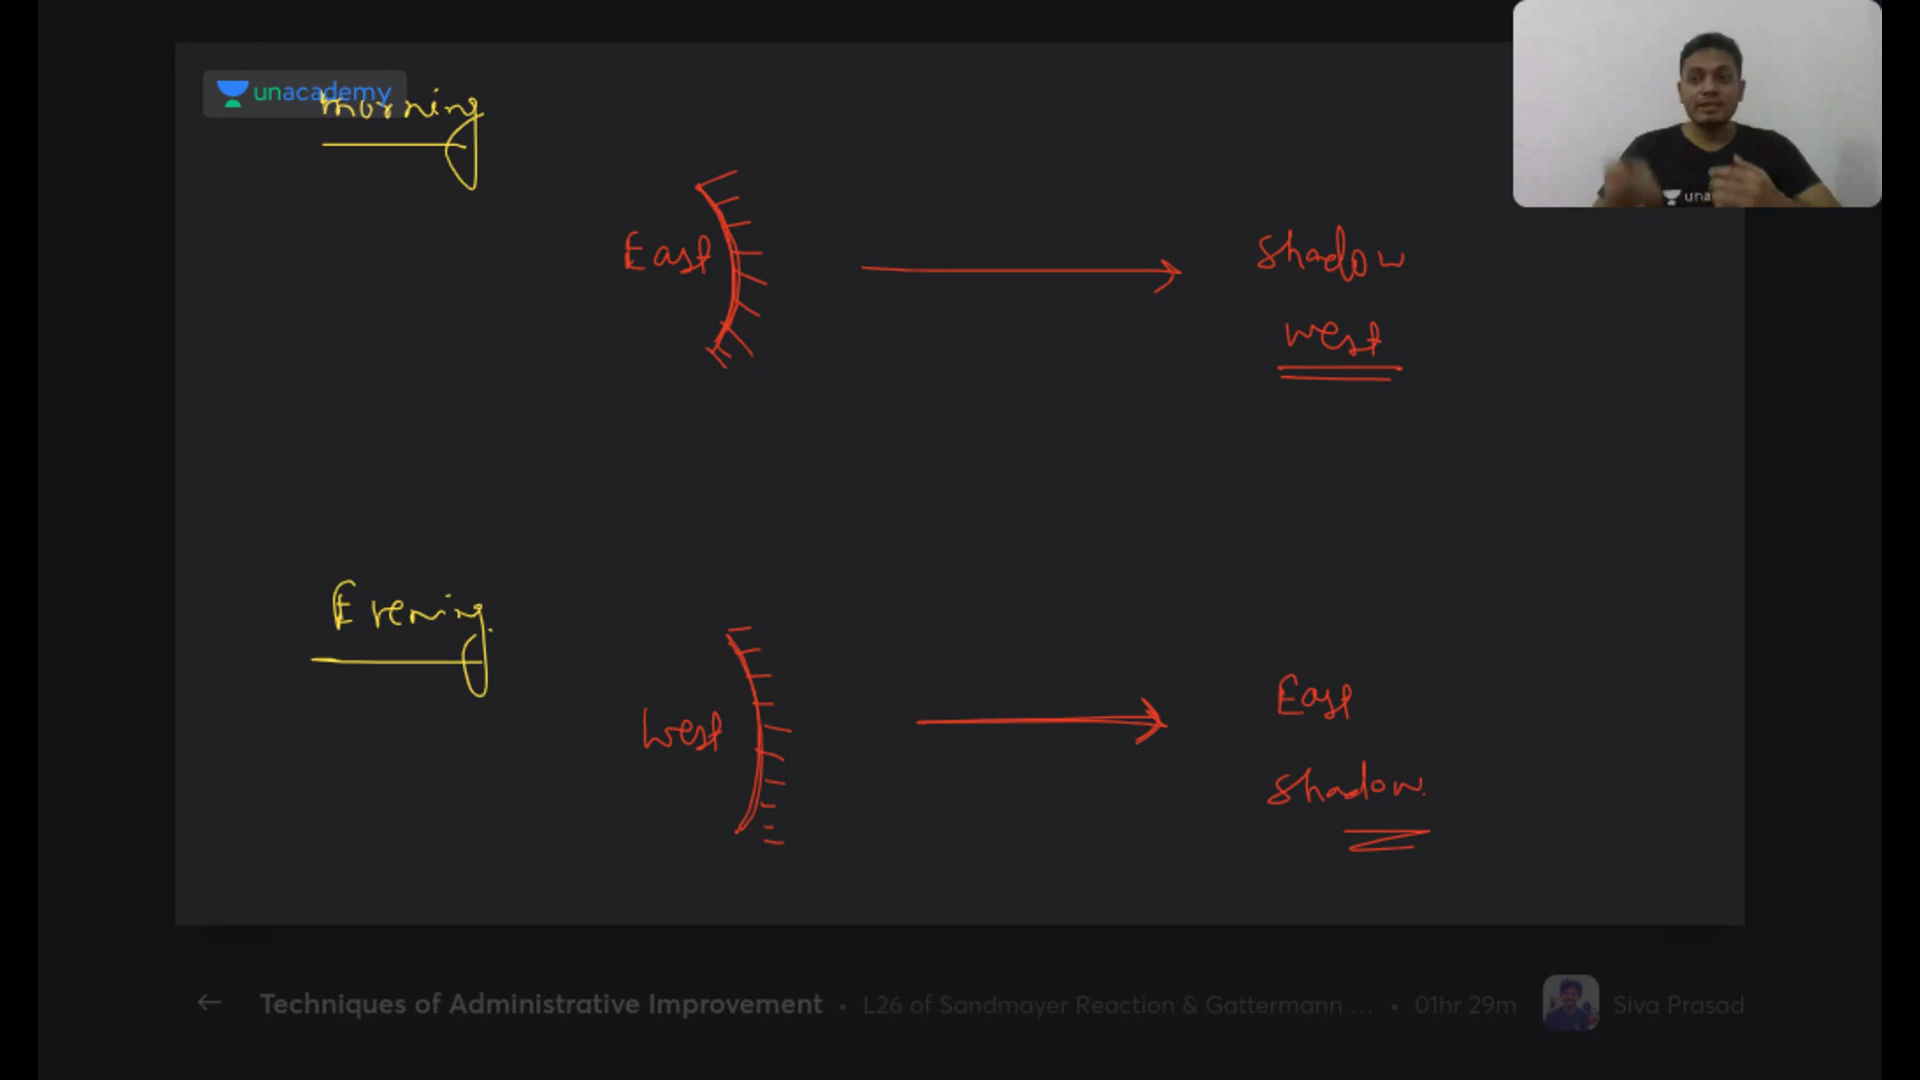 unacademy
morning
East
shadow
west
Evening
West
East
shadow
una
Techniques of Administrative Improvement • L26 of Sandmayer Reaction & Gattermann ... • 01hr 29m Siva Prasad